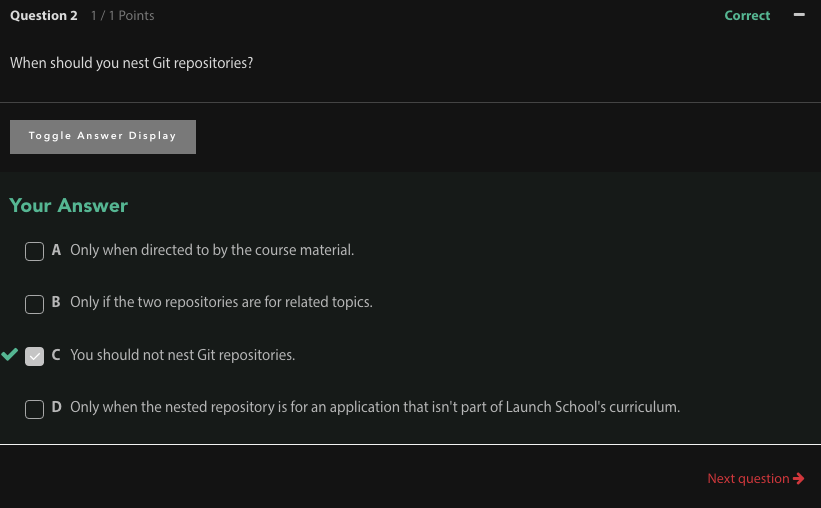 Question 2 1 / 1 Points Correct
When should you nest Git repositories?
Toggle Answer Display
Your Answer
A Only when directed to by the course material.
B Only if the two repositories are for related topics.
C You should not nest Git repositories.
D Only when the nested repository is for an application that isn't part of Launch School's curriculum.
Next question